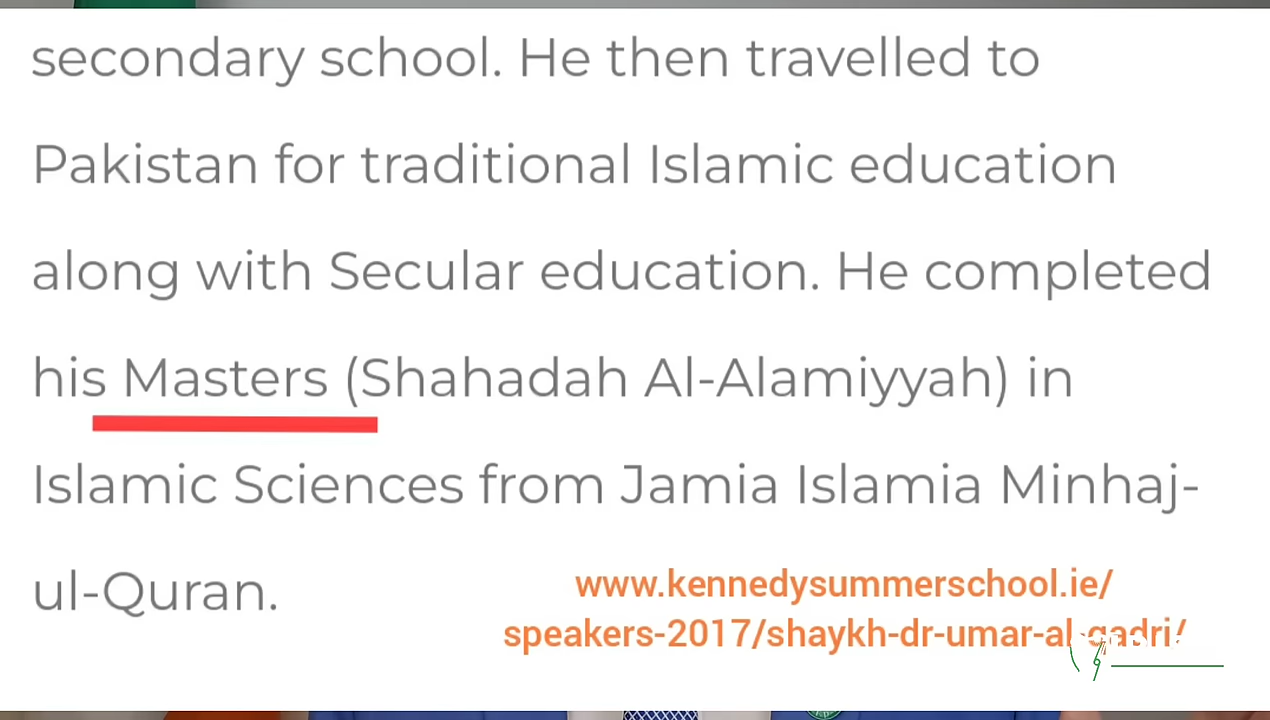 secondary school. He then travelled to
Pakistan for traditional Islamic education
along with Secular education. He completed
his Masters (Shahadah Al-Alamiyyah) in
Islamic Sciences from Jamia Islamia Minhaj-
ul-Quran.
www.kennedysummerschool.ie/
speakers-2017/shaykh-dr-umar-al-qadri/